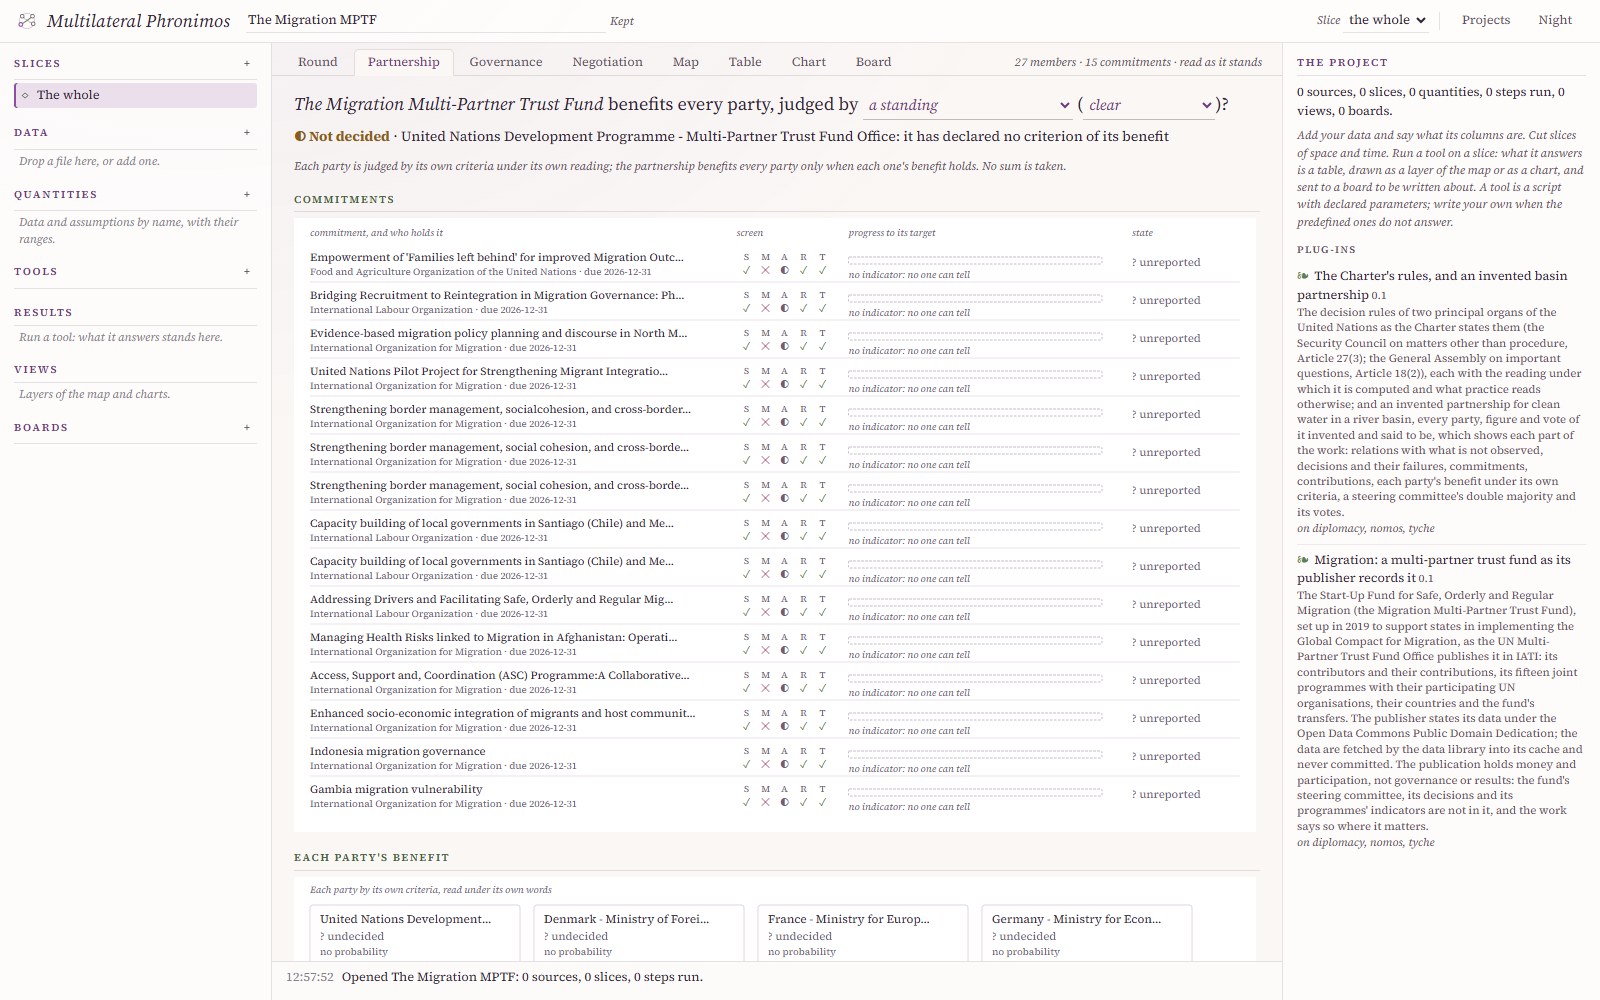 Multilateral Phronimos
The Migration MPTF
Kept
Slice the whole
Projects
Night
SLICES +
The whole
DATA +
Drop a file here, or add one.
QUANTITIES +
Data and assumptions by name, with their
ranges.
TOOLS +
RESULTS
Run a tool: what it answers stands here.
VIEWS
Layers of the map and charts.
BOARDS +
Round Partnership Governance Negotiation Map Table Chart Board
27 members · 15 commitments · read as it stands
The Migration Multi-Partner Trust Fund benefits every party, judged by a standing ( clear )?
Not decided · United Nations Development Programme - Multi-Partner Trust Fund Office: it has declared no criterion of its benefit
Each party is judged by its own criteria under its own reading; the partnership benefits every party only when each one's benefit holds. No sum is taken.
COMMITMENTS
commitment, and who holds it screen progress to its target state
Empowerment of 'Families left behind' for improved Migration Outc... S M A R T
Food and Agriculture Organization of the United Nations · due 2026-12-31 ✓ ✕ ◐ ✓ ✓ no indicator: no one can tell ? unreported
Bridging Recruitment to Reintegration in Migration Governance: Ph... S M A R T
International Labour Organization · due 2026-12-31 ✓ ✕ ◐ ✓ ✓ no indicator: no one can tell ? unreported
Evidence-based migration policy planning and discourse in North M... S M A R T
International Organization for Migration · due 2026-12-31 ✓ ✕ ◐ ✓ ✓ no indicator: no one can tell ? unreported
United Nations Pilot Project for Strengthening Migrant Integratio... S M A R T
International Organization for Migration · due 2026-12-31 ✓ ✕ ◐ ✓ ✓ no indicator: no one can tell ? unreported
Strengthening border management, socialcohesion, and cross-border... S M A R T
International Organization for Migration · due 2026-12-31 ✓ ✕ ◐ ✓ ✓ no indicator: no one can tell ? unreported
Strengthening border management, social cohesion, and cross-borde... S M A R T
International Organization for Migration · due 2026-12-31 ✓ ✕ ◐ ✓ ✓ no indicator: no one can tell ? unreported
Strengthening border management, social cohesion, and cross-borde... S M A R T
International Organization for Migration · due 2026-12-31 ✓ ✕ ◐ ✓ ✓ no indicator: no one can tell ? unreported
Capacity building of local governments in Santiago (Chile) and Me... S M A R T
International Labour Organization · due 2026-12-31 ✓ ✕ ◐ ✓ ✓ no indicator: no one can tell ? unreported
Capacity building of local governments in Santiago (Chile) and Me... S M A R T
International Labour Organization · due 2026-12-31 ✓ ✕ ◐ ✓ ✓ no indicator: no one can tell ? unreported
Addressing Drivers and Facilitating Safe, Orderly and Regular Mig... S M A R T
International Labour Organization · due 2026-12-31 ✓ ✕ ◐ ✓ ✓ no indicator: no one can tell ? unreported
Managing Health Risks linked to Migration in Afghanistan: Operati... S M A R T
International Organization for Migration · due 2026-12-31 ✓ ✕ ◐ ✓ ✓ no indicator: no one can tell ? unreported
Access, Support and, Coordination (ASC) Programme:A Collaborative... S M A R T
International Organization for Migration · due 2026-12-31 ✓ ✕ ◐ ✓ ✓ no indicator: no one can tell ? unreported
Enhanced socio-economic integration of migrants and host communit... S M A R T
International Organization for Migration · due 2026-12-31 ✓ ✕ ◐ ✓ ✓ no indicator: no one can tell ? unreported
Indonesia migration governance S M A R T
International Organization for Migration · due 2026-12-31 ✓ ✕ ◐ ✓ ✓ no indicator: no one can tell ? unreported
Gambia migration vulnerability S M A R T
International Organization for Migration · due 2026-12-31 ✓ ✕ ◐ ✓ ✓ no indicator: no one can tell ? unreported
EACH PARTY'S BENEFIT
Each party by its own criteria, read under its own words
United Nations Development... Denmark - Ministry of Forei... France - Ministry for Europ... Germany - Ministry for Econ...
? undecided ? undecided ? undecided ? undecided
no probability no probability no probability no probability
12:57:52 Opened The Migration MPTF: 0 sources, 0 slices, 0 steps run.
THE PROJECT
0 sources, 0 slices, 0 quantities, 0 steps run, 0
views, 0 boards.
Add your data and say what its columns are. Cut slices
of space and time. Run a tool on a slice: what it answers
is a table, drawn as a layer of the map or as a chart, and
sent to a board to be written about. A tool is a script
with declared parameters; write your own when the
predefined ones do not answer.
PLUG-INS
The Charter's rules, and an invented basin
partnership 0.1
The decision rules of two principal organs of the
United Nations as the Charter states them (the
Security Council on matters other than procedure,
Article 27(3); the General Assembly on important
questions, Article 18(2)), each with the reading under
which it is computed and what practice reads
otherwise; and an invented partnership for clean
water in a river basin, every party, figure and vote of
it invented and said to be, which shows each part of
the work: relations with what is not observed,
decisions and their failures, commitments,
contributions, each party's benefit under its own
criteria, a steering committee's double majority and
its votes.
on diplomacy, nomos, tyche
Migration: a multi-partner trust fund as its
publisher records it 0.1
The Start-Up Fund for Safe, Orderly and Regular
Migration (the Migration Multi-Partner Trust Fund),
set up in 2019 to support states in implementing the
Global Compact for Migration, as the UN Multi-
Partner Trust Fund Office publishes it in IATI: its
contributors and their contributions, its fifteen joint
programmes with their participating UN
organisations, their countries and the fund's
transfers. The publisher states its data under the
Open Data Commons Public Domain Dedication; the
data are fetched by the data library into its cache and
never committed. The publication holds money and
participation, not governance or results: the fund's
steering committee, its decisions and its
programmes' indicators are not in it, and the work
says so where it matters.
on diplomacy, nomos, tyche